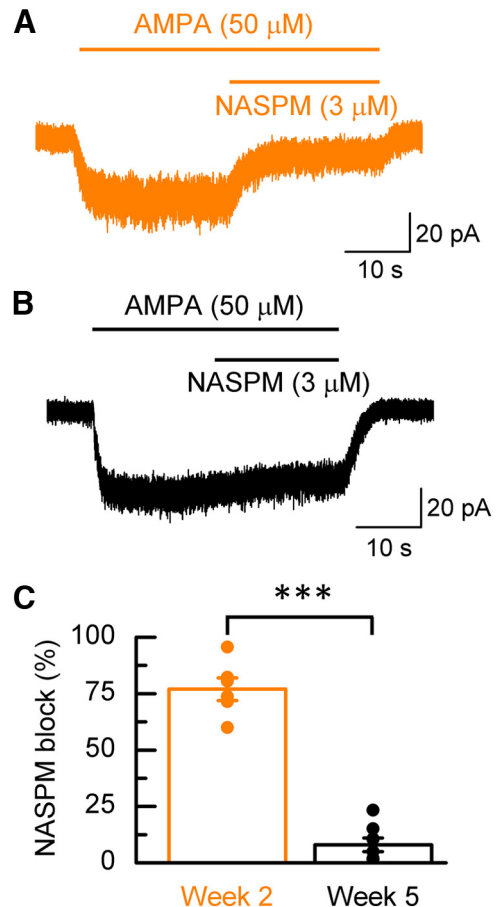 A
AMPA (50 μM)
NASPM (3 μM)
20 pA
10 s
B
AMPA (50 μM)
NASPM (3 μM)
20 pA
10 s
C
***
NASPM block (%)
100
75
50
25
0
Week 2 Week 5